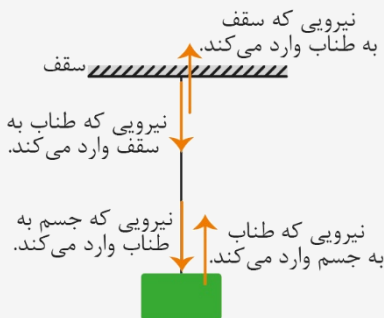 نیرویی که سقف
به طناب وارد می‌کند.
سقف
نیرویی که طناب به
سقف وارد می‌کند.
نیرویی که جسم به
طناب وارد می‌کند.
نیرویی که طناب
به جسم وارد می‌کند.